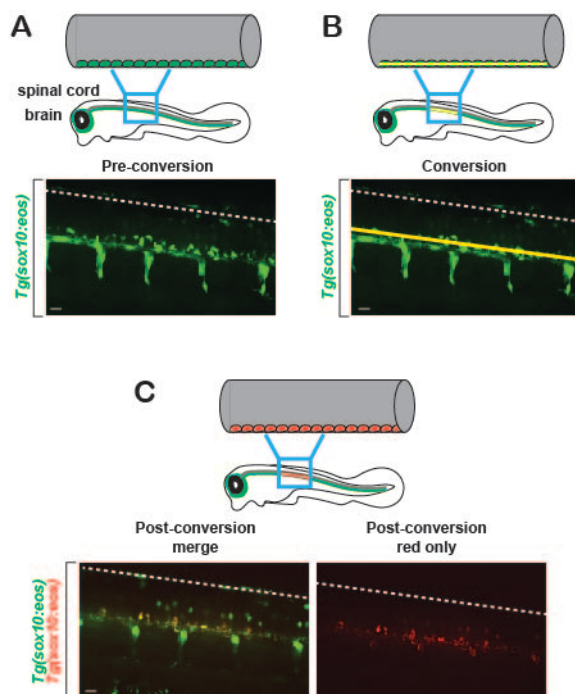 A
B
spinal cord
brain
Pre-conversion
Conversion
Tg(sox10:eos)
Tg(sox10:eos)
C
Post-conversion
merge
Post-conversion
red only
Tg(sox10:eos)
Tg(sox10:eos)